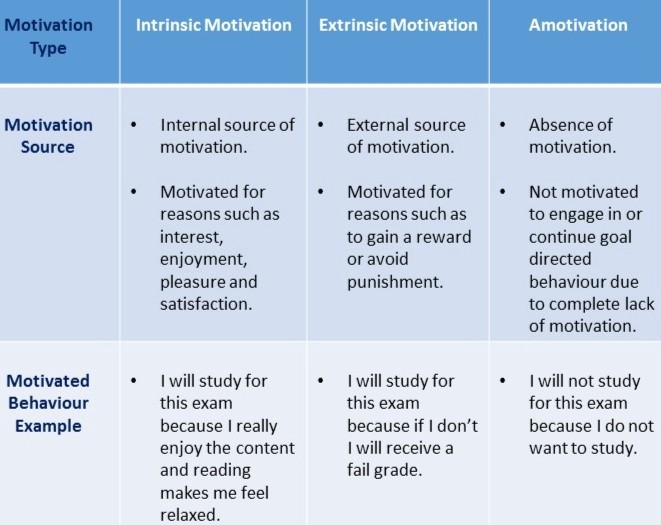 Motivation
Type
Intrinsic Motivation
Extrinsic Motivation
Amotivation
Motivation
Source
• Internal source of
motivation.
• Motivated for
reasons such as
interest,
enjoyment,
pleasure and
satisfaction.
• External source
of motivation.
• Motivated for
reasons such as
to gain a reward
or avoid
punishment.
• Absence of
motivation.
• Not motivated
to engage in or
continue goal
directed
behaviour due
to complete lack
of motivation.
Motivated
Behaviour
Example
• I will study for
this exam
because I really
enjoy the content
and reading
makes me feel
relaxed.
• I will study for
this exam
because if I don't
I will receive a
fail grade.
• I will not study
for this exam
because I do not
want to study.